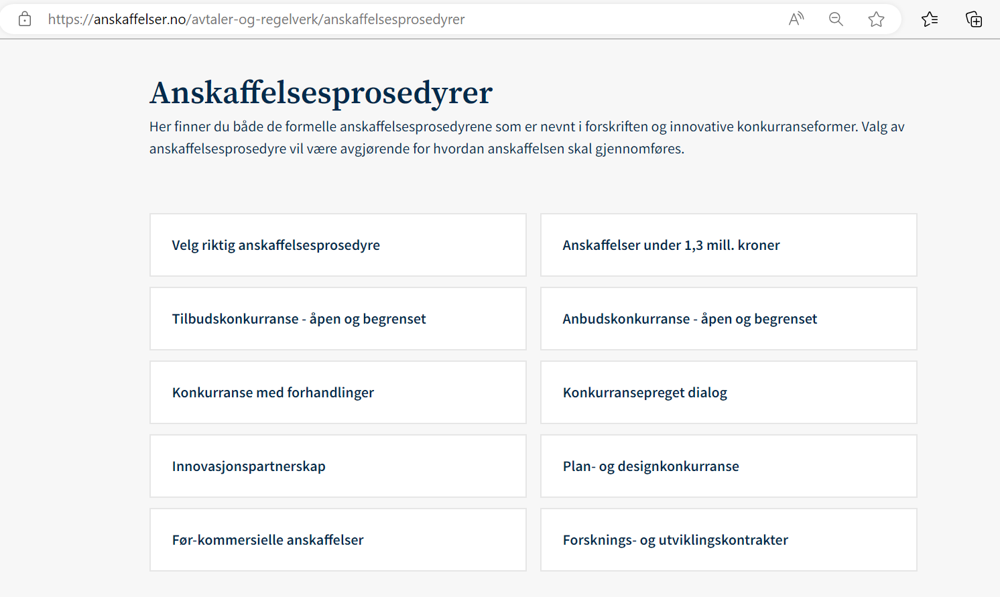 https://anskaffelser.no/avtaler-og-regelverk/anskaffelsesprosedyrer
Anskaffelsesprosedyrer
Her finner du både de formelle anskaffelsesprosedyrene som er nevnt i forskriften og innovative konkurranseformer. Valg av
anskaffelsesprosedyre vil være avgjørende for hvordan anskaffelsen skal gjennomføres.
Velg riktig anskaffelsesprosedyre
Anskaffelser under 1,3 mill. kroner
Tilbudskonkurranse - åpen og begrenset
Anbudskonkurranse - åpen og begrenset
Konkurranse med forhandlinger
Konkurransepreget dialog
Innovasjonspartnerskap
Plan- og designkonkurranse
Før-kommersielle anskaffelser
Forsknings- og utviklingskontrakter